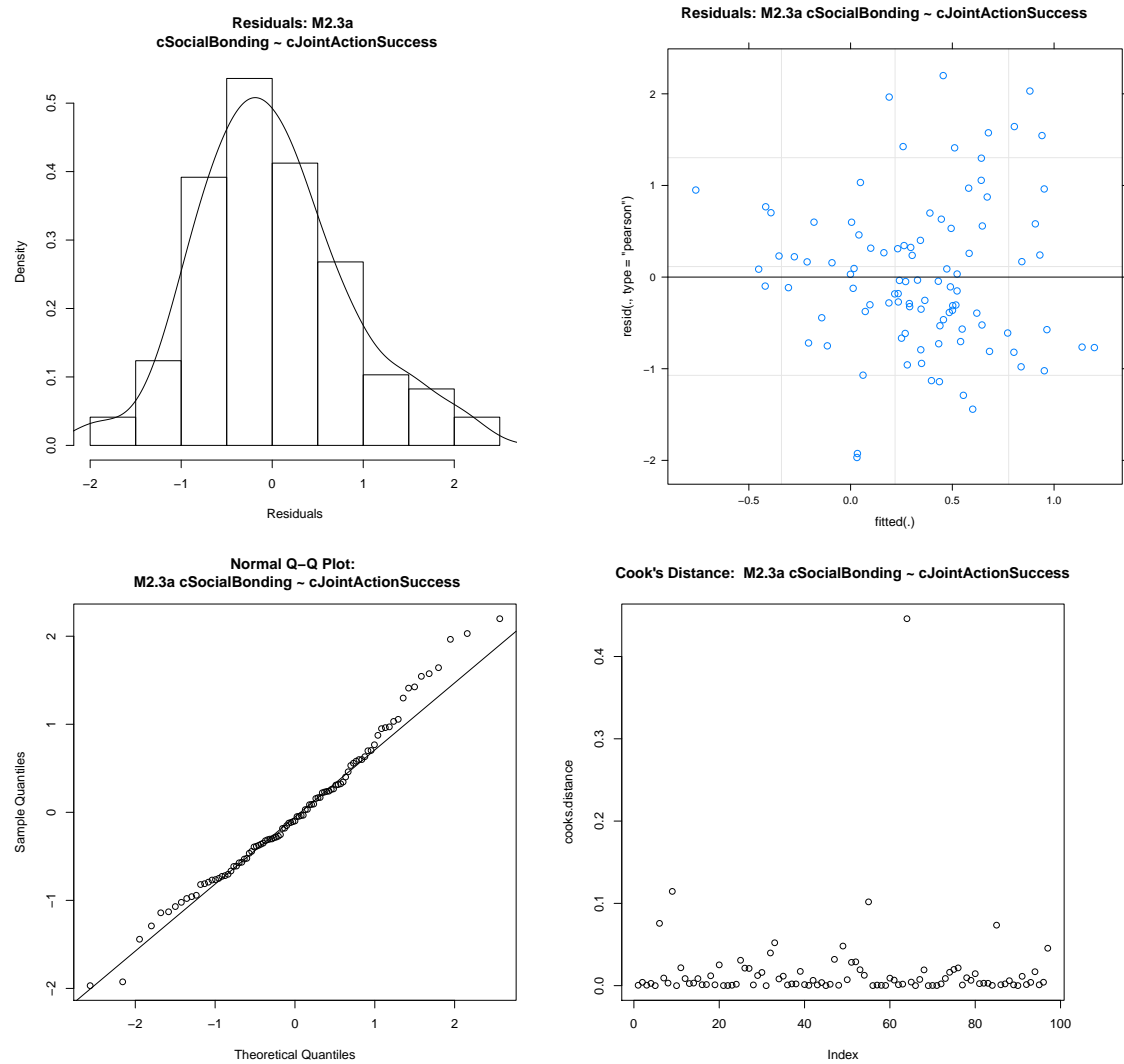 Residuals: M2.3a
cSocialBonding ~ cJointActionSuccess
Density
0.0
0.1
0.2
0.3
0.4
0.5
−2
−1
0
1
2
Residuals
Residuals: M2.3a cSocialBonding ~ cJointActionSuccess
resid(., type = "pearson")
2
1
0
−1
−2
−0.5
0.0
0.5
1.0
fitted(.)
Normal Q−Q Plot:
M2.3a cSocialBonding ~ cJointActionSuccess
Sample Quantiles
2
1
0
−1
−2
−2
−1
0
1
2
Theoretical Quantiles
Cook's Distance:  M2.3a cSocialBonding ~ cJointActionSuccess
cooks.distance
0.4
0.3
0.2
0.1
0.0
0
20
40
60
80
100
Index